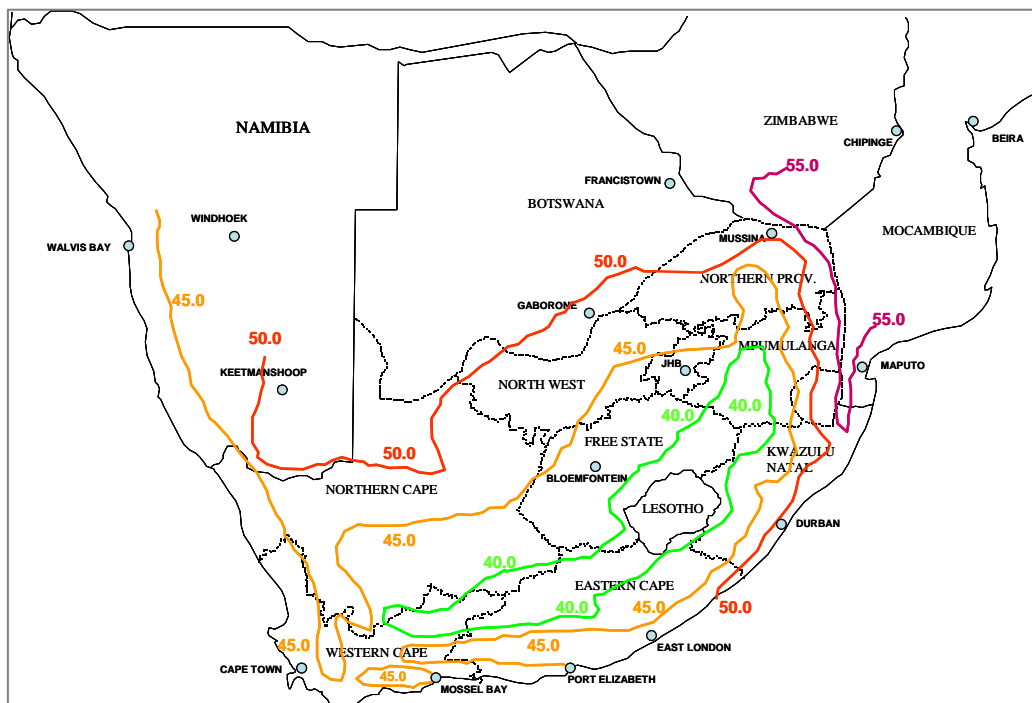 ZIMBABWE
BEIRA
NAMIBIA
CHIPINGE
55.0
FRANCISTOWN
BOTSWANA
WINDHOEK
MOCAMBIQUE
WALVIS BAY
MUSSINA
50.0
NORTHERN PROV.
45.0
GABORONE
55.0
50.0
45.0
MPUMULANGA
KEETMANSHOOP
JHB
MAPUTO
NORTH WEST
40.0
40.0
FREE STATE
50.0
KWAZULU
NATAL
BLOEMFONTEIN
NORTHERN CAPE
LESOTHO
DURBAN
45.0
40.0
EASTERN CAPE
40.0
45.0
50.0
45.0
45.0
EAST LONDON
WESTERN CAPE
CAPE TOWN
45.0
PORT ELIZABETH
MOSSEL BAY